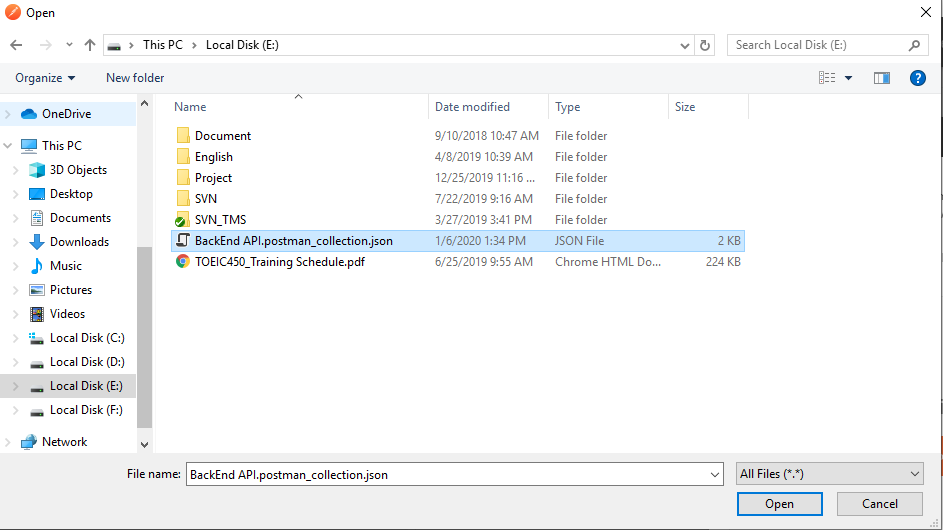 Open
This PC
Local Disk (E:)
Search Local Disk (E:)
Organize
New folder
OneDrive
This PC
3D Objects
Desktop
Documents
Downloads
Music
Pictures
Videos
Local Disk (C:)
Local Disk (D:)
Local Disk (E:)
Local Disk (F:)
Network
Name Date modified Type Size
Document 9/10/2018 10:47 AM File folder
English 4/8/2019 10:39 AM File folder
Project 12/25/2019 11:16 ... File folder
SVN 7/22/2019 9:16 AM File folder
SVN_TMS 3/27/2019 3:41 PM File folder
BackEnd API.postman_collection.json 1/6/2020 1:34 PM JSON File 2 KB
TOEIC450_Training Schedule.pdf 6/25/2019 9:55 AM Chrome HTML Do... 224 KB
File name: BackEnd API.postman_collection.json All Files (*.*)
Open Cancel